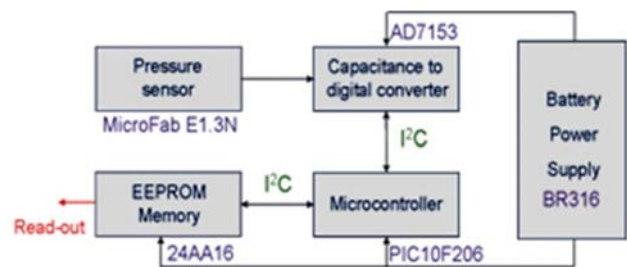 AD7153
Pressure
sensor
Capacitance to
digital converter
MicroFab E1.3N
Battery
Power
Supply
BR316
I²C
EEPROM
Memory
I²C
Microcontroller
Read-out
24AA16
PIC10F206